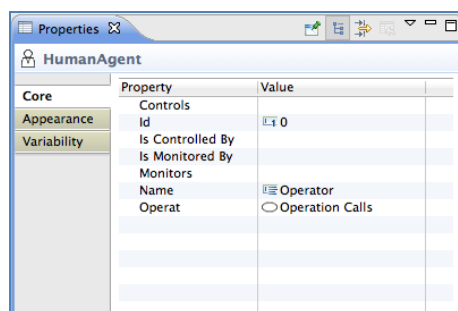 Properties
HumanAgent
Core
Appearance
Variability
Property Value
Controls
Id 0
Is Controlled By
Is Monitored By
Monitors
Name Operator
Operat Operation Calls